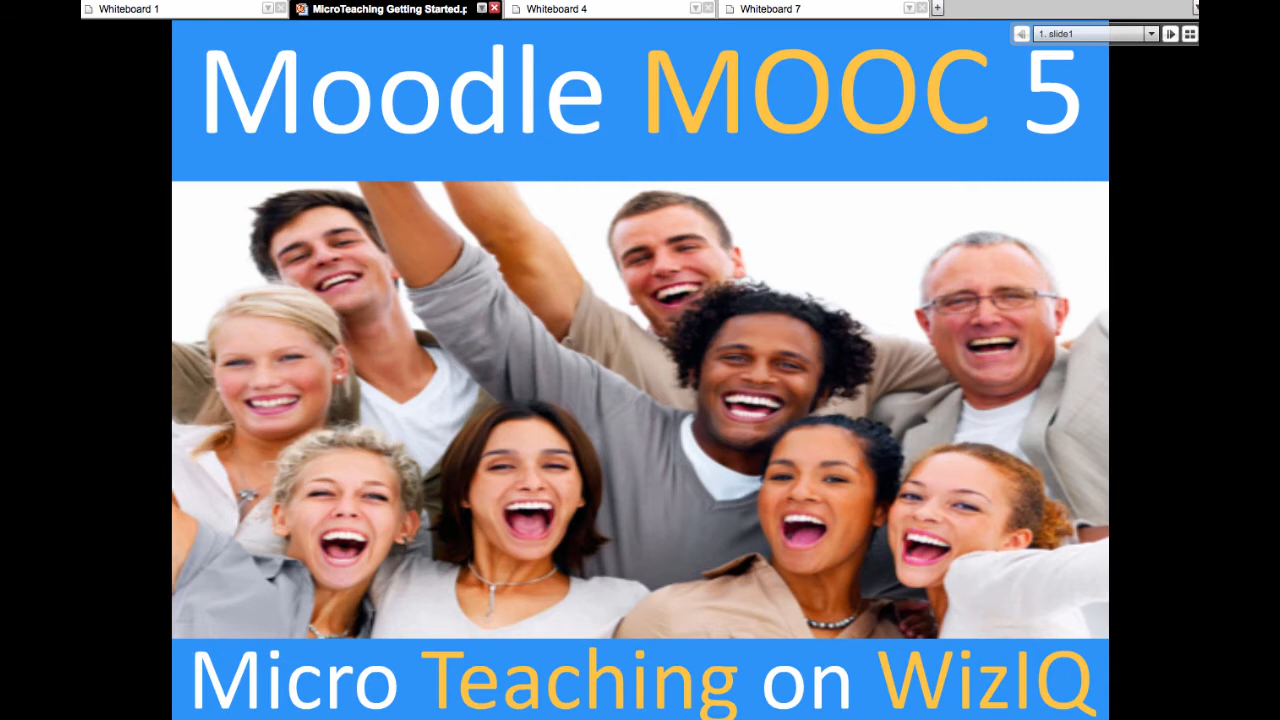 Whiteboard 1
MicroTeaching Getting Started.p
Whiteboard 4
Whiteboard 7
1. slide1
Moodle MOOC 5
Micro Teaching on WizIQ